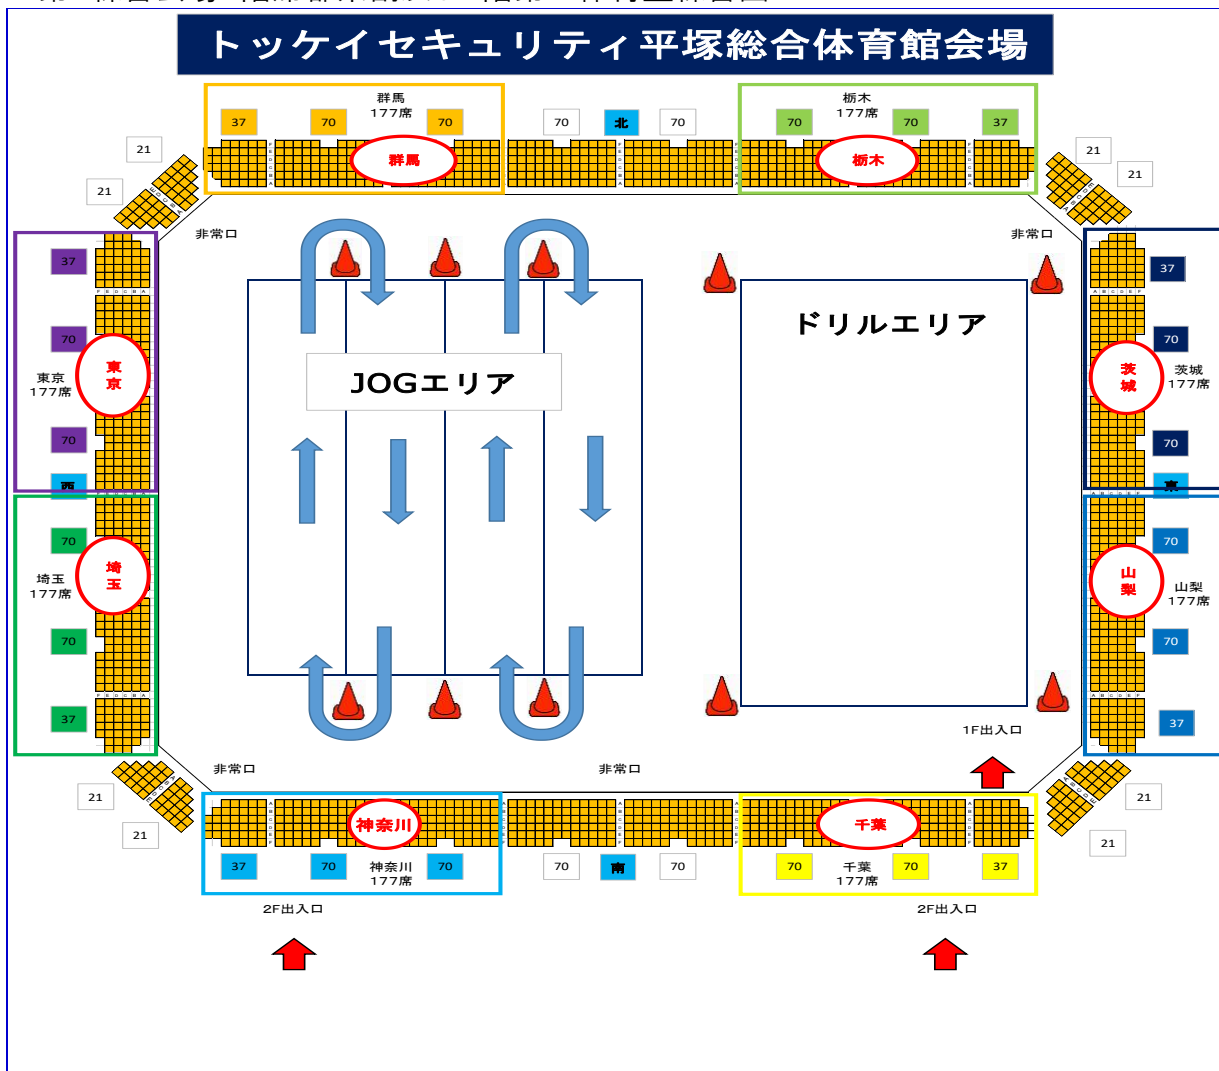 トッケイセキュリティ平塚総合体育館会場
群馬
177席
栃木
177席
37
70
70
70
北
70
70
70
37
群馬
栃木
21
21
21
21
非常口
非常口
37
70
東京
東京
177席
70
西
37
70
茨城
茨城
177席
70
東
JOGエリア
ドリルエリア
70
埼玉
埼玉
177席
70
37
70
山梨
山梨
177席
70
37
1F出入口
非常口
非常口
21
21
21
21
神奈川
千葉
37
70
神奈川
177席
70
70
南
70
70
千葉
177席
70
37
2F出入口
2F出入口